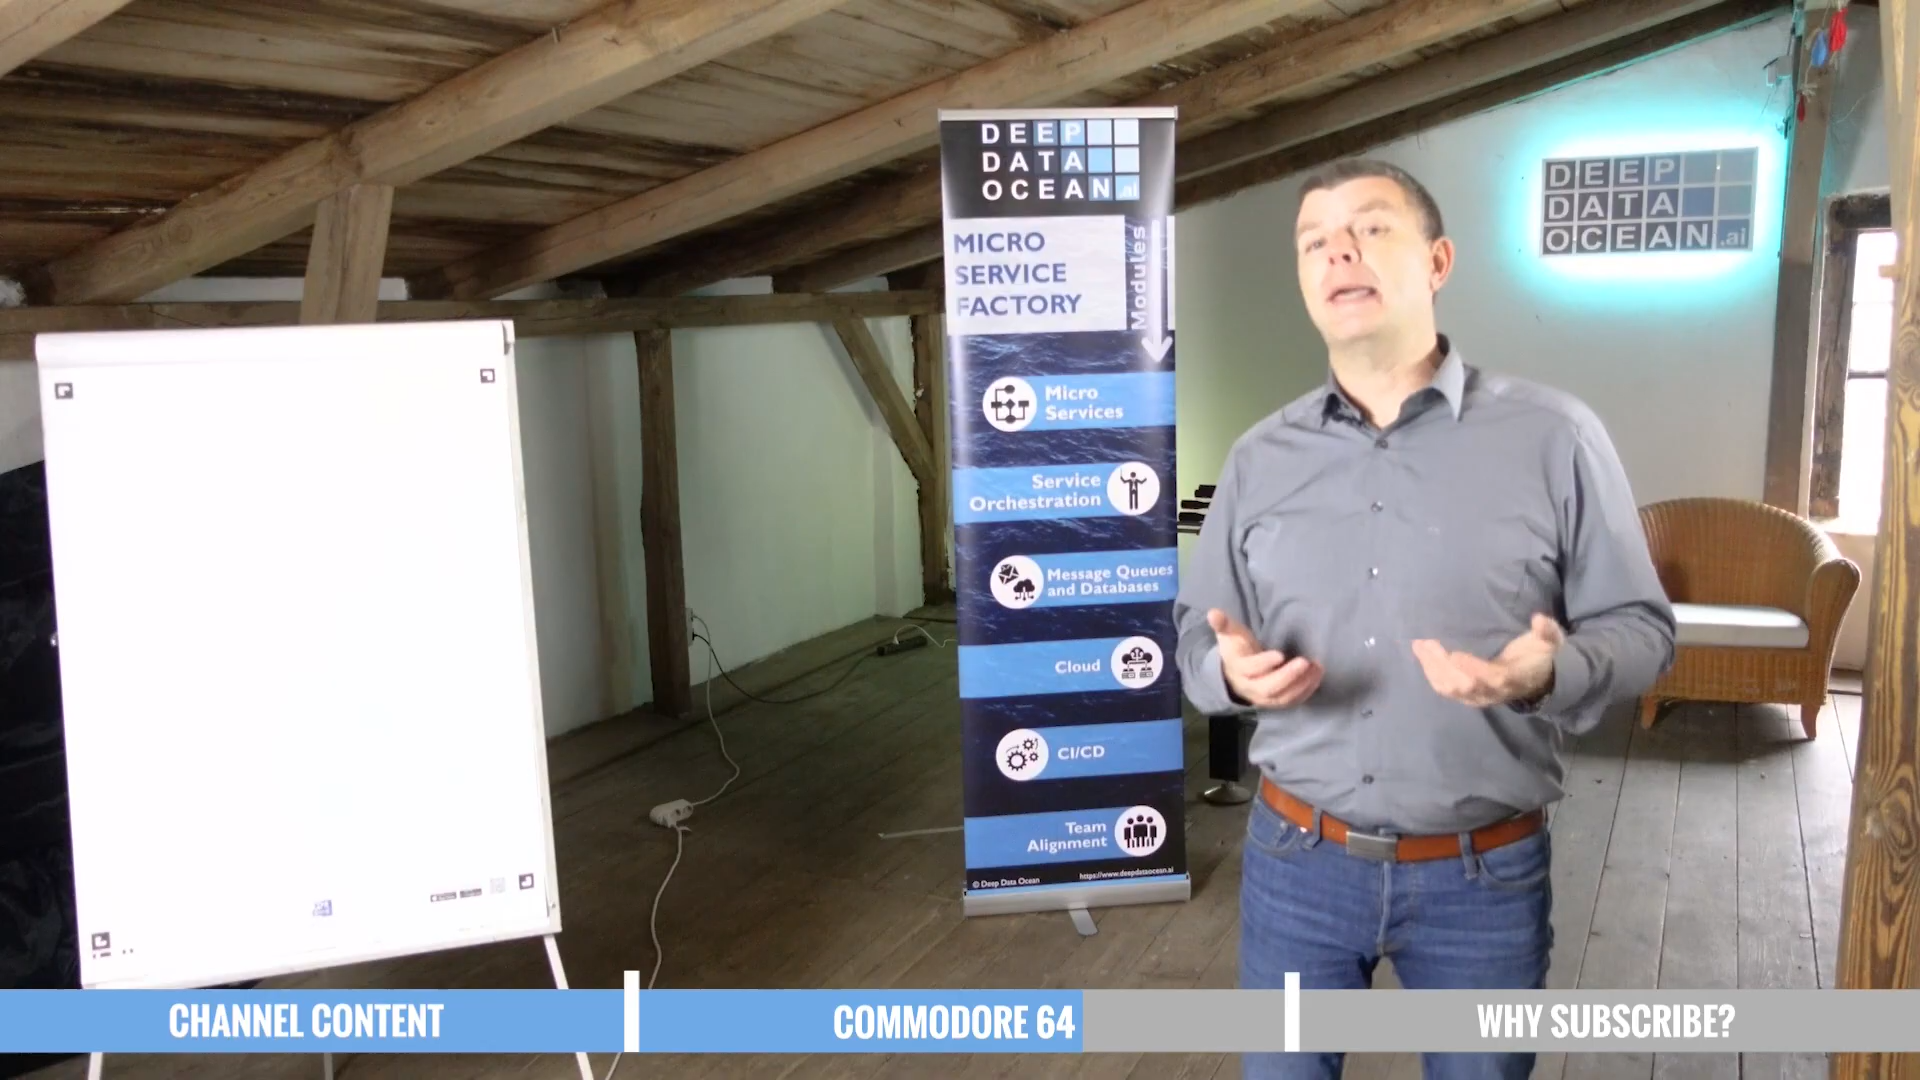 DEEP
DATA
OCEAN.ai
MICRO
SERVICE
FACTORY
Modules
Micro
Services
Service
Orchestration
Message Queues
and Databases
Cloud
CI/CD
Team
Alignment
© Deep Data Ocean
https://www.deepdataocean.ai
DEEP
DATA
OCEAN.ai
CHANNEL CONTENT
COMMODORE 64
WHY SUBSCRIBE?